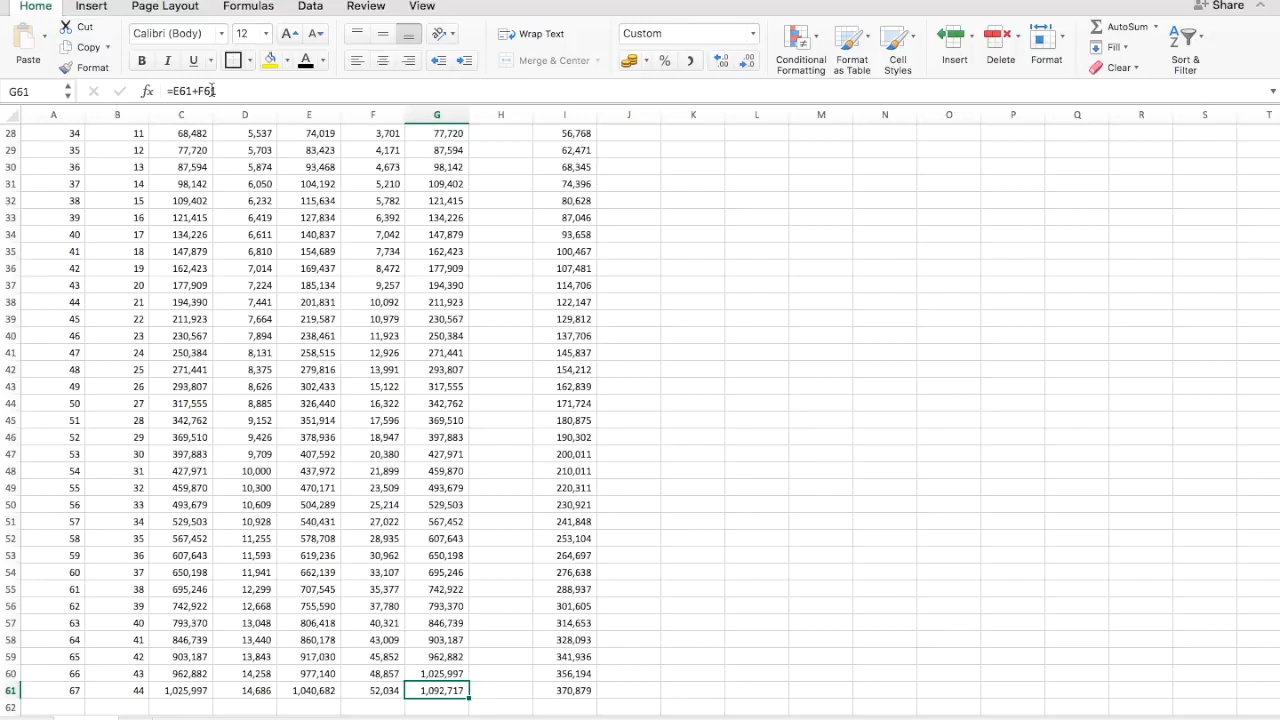 Home Insert Page Layout Formulas Data Review View Share
Cut Calibri (Body) 12 A A Wrap Text Custom AutoSum
Copy Fill
Paste Format B I U A Merge & Center % Conditional Formatting Format as Table Cell Styles Insert Delete Format Clear Sort & Filter
G61 fx =E61+F61
A B C D E F G H I J K L M N O P Q R S T
28 34 11 68,482 5,537 74,019 3,701 77,720 56,768
29 35 12 77,720 5,703 83,423 4,171 87,594 62,471
30 36 13 87,594 5,874 93,468 4,673 98,142 68,345
31 37 14 98,142 6,050 104,192 5,210 109,402 74,396
32 38 15 109,402 6,232 115,634 5,782 121,415 80,628
33 39 16 121,415 6,419 127,834 6,392 134,226 87,046
34 40 17 134,226 6,611 140,837 7,042 147,879 93,658
35 41 18 147,879 6,810 154,689 7,734 162,423 100,467
36 42 19 162,423 7,014 169,437 8,472 177,909 107,481
37 43 20 177,909 7,224 185,134 9,257 194,390 114,706
38 44 21 194,390 7,441 201,831 10,092 211,923 122,147
39 45 22 211,923 7,664 219,587 10,979 230,567 129,812
40 46 23 230,567 7,894 238,461 11,923 250,384 137,706
41 47 24 250,384 8,131 258,515 12,926 271,441 145,837
42 48 25 271,441 8,375 279,816 13,991 293,807 154,212
43 49 26 293,807 8,626 302,433 15,122 317,555 162,839
44 50 27 317,555 8,885 326,440 16,322 342,762 171,724
45 51 28 342,762 9,152 351,914 17,596 369,510 180,875
46 52 29 369,510 9,426 378,936 18,947 397,883 190,302
47 53 30 397,883 9,709 407,592 20,380 427,971 200,011
48 54 31 427,971 10,000 437,972 21,899 459,870 210,011
49 55 32 459,870 10,300 470,171 23,509 493,679 220,311
50 56 33 493,679 10,609 504,289 25,214 529,503 230,921
51 57 34 529,503 10,928 540,431 27,022 567,452 241,848
52 58 35 567,452 11,255 578,708 28,935 607,643 253,104
53 59 36 607,643 11,593 619,236 30,962 650,198 264,697
54 60 37 650,198 11,941 662,139 33,107 695,246 276,638
55 61 38 695,246 12,299 707,545 35,377 742,922 288,937
56 62 39 742,922 12,668 755,590 37,780 793,370 301,605
57 63 40 793,370 13,048 806,418 40,321 846,739 314,653
58 64 41 846,739 13,440 860,178 43,009 903,187 328,093
59 65 42 903,187 13,843 917,030 45,852 962,882 341,936
60 66 43 962,882 14,258 977,140 48,857 1,025,997 356,194
61 67 44 1,025,997 14,686 1,040,682 52,034 1,092,717 370,879
62